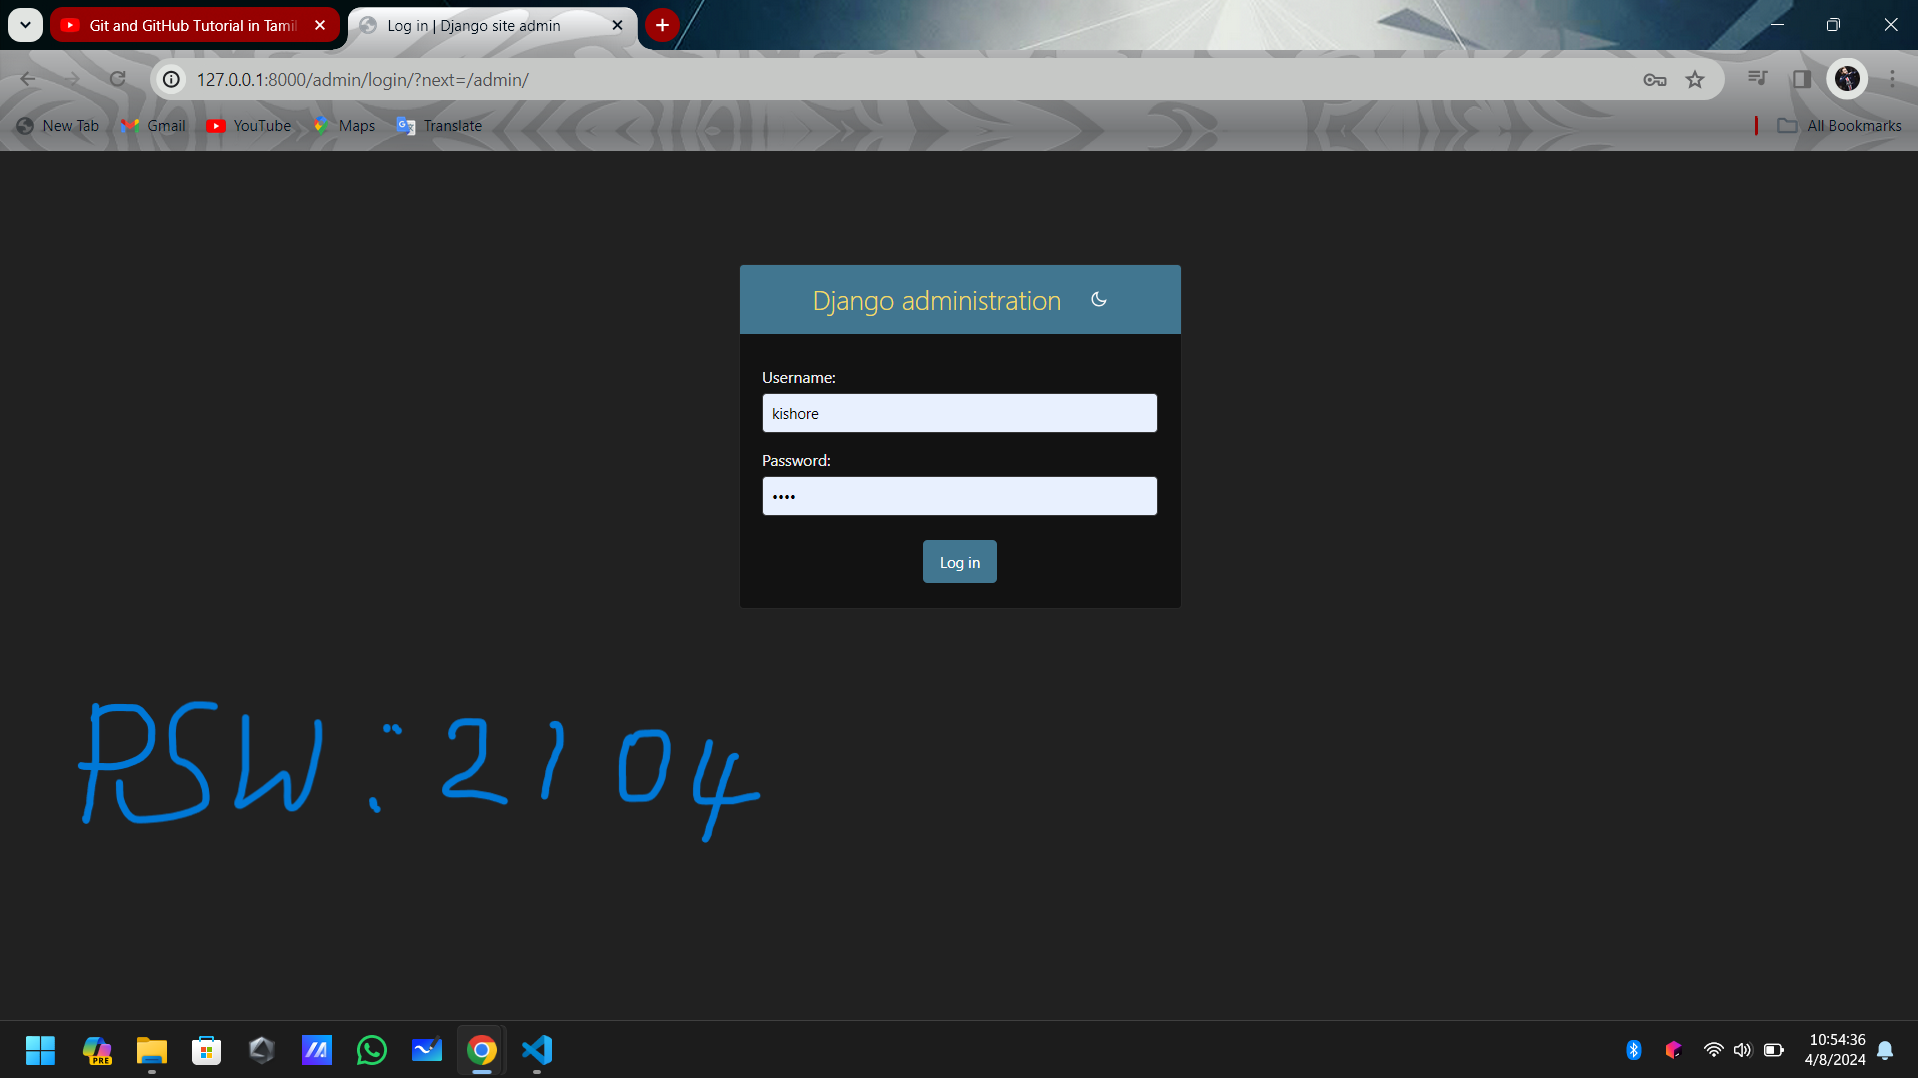 Git and GitHub Tutorial in Tamil
Log in | Django site admin
127.0.0.1:8000/admin/login/?next=/admin/
New Tab
Gmail
YouTube
Maps
Translate
All Bookmarks
Django administration
Username:
kishore
Password:
••••
Log in
PSW : 2104
PRE
10:54:36
4/8/2024